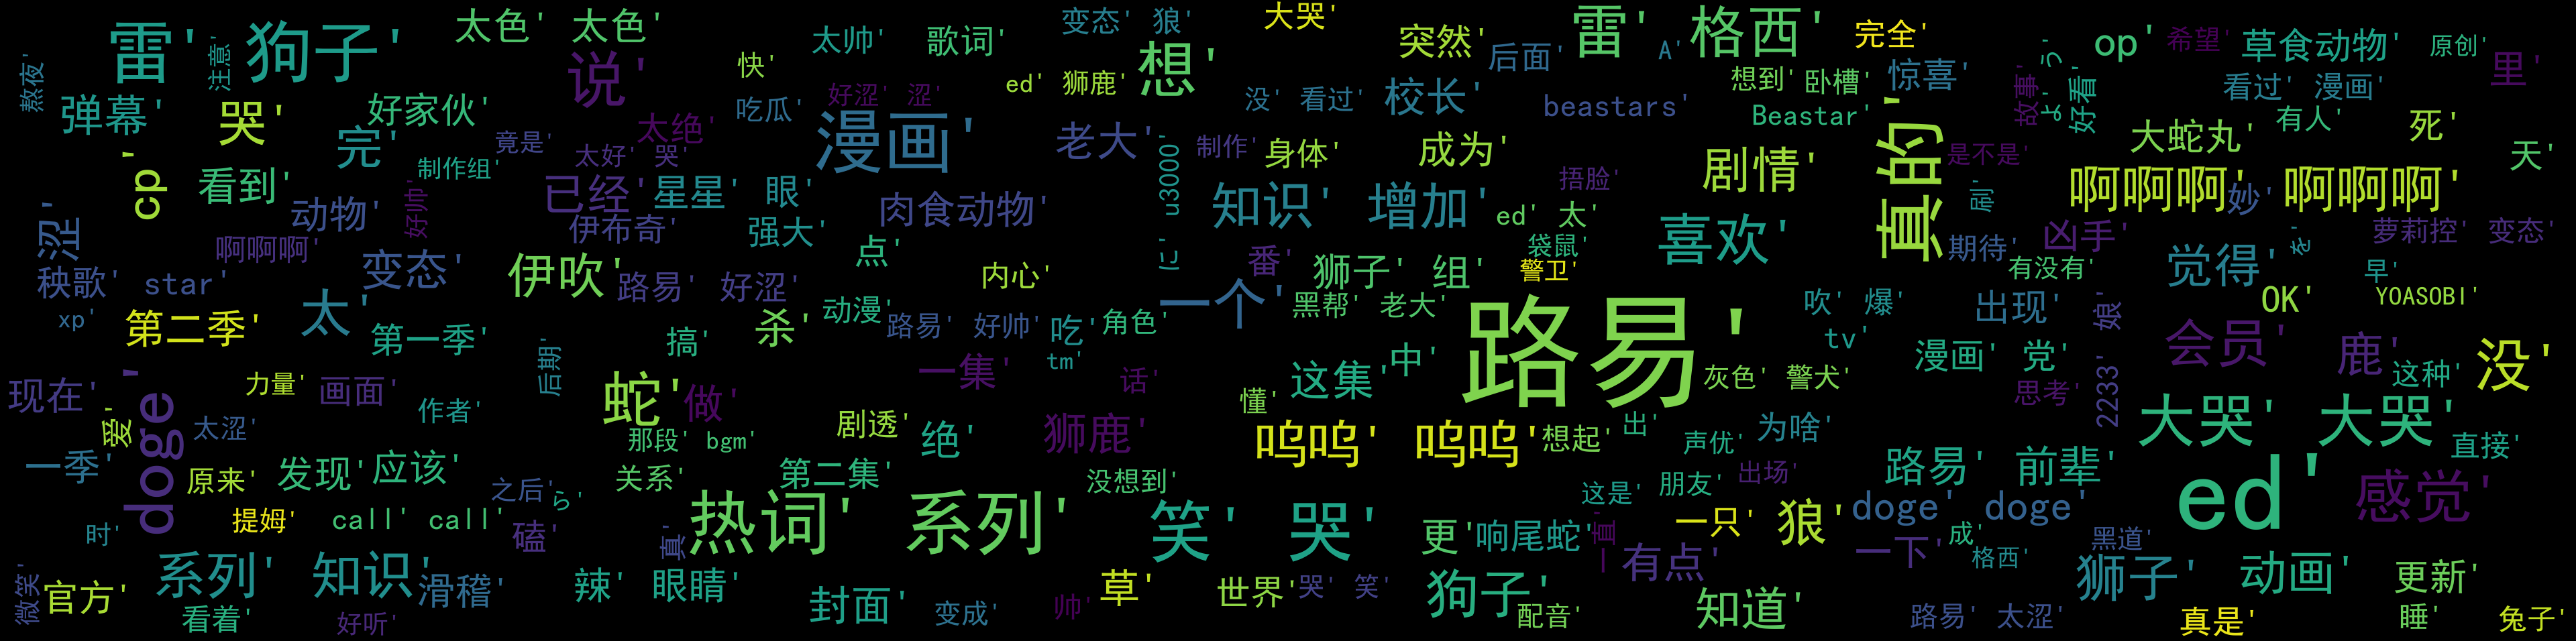 雷' 狗子'
太色' 太色'
太帅'
歌词'
变态' 狼'
大哭'
突然'
后面'
雷' 格西'
A'
完全'
op'
希望'
草食动物'
原创'
熬夜'
注意'
说'
快'
想'
ed' 狮鹿'
想到' 卧槽'
惊喜'
里'
弹幕'
哭'
好家伙'
完'
吃瓜'
好涩' 涩'
漫画'
没' 看过'
校长'
beastars'
Beastar'
真的'
故事'
よ' う'
好看'
看过' 漫画'
有人'
死'
cp'
看到'
制作组'
竟是'
太绝'
太好' 哭'
老大'
u3000'
に'
制作'
身体'
成为'
剧情'
是不是'
大蛇丸'
天'
涩'
动物'
好帅'
已经'
星星' 眼'
肉食动物'
知识' 增加'
捂脸'
刷'
啊啊啊' 啊啊啊'
妙'
啊啊啊'
伊布奇'
强大'
点'
番'
ed' 太'
袋鼠'
喜欢'
期待'
凶手'
萝莉控' 变态'
秧歌' star'
变态'
伊吹'
路易' 好涩'
内心'
一个'
狮子' 组'
警卫'
有没有'
觉得'
を'
早'
xp'
第二季'
太'
第一季'
搞'
杀'
动漫'
路易' 好帅'
吃'
角色'
黑帮' 老大'
路易'
吹' 爆'
tv'
出现'
娘'
OK'
YOASOBI'
现在'
力量'
画面'
后期'
一集'
tm'
这集'
中'
漫画' 党'
会员'
鹿'
没'
爱'
doge'
太涩'
作者'
蛇'
做'
话'
懂'
灰色' 警犬'
思考'
2233'
这种'
一季'
原来'
发现'
应该'
那段' bgm'
剧透'
绝'
狮鹿'
呜呜' 呜呜'
想起'
出'
声优'
为啥'
大哭' 大哭'
直接'
之后'
ら'
关系'
第二集'
没想到'
这是'
朋友'
出场'
路易' 前辈'
ed'
感觉'
时'
提姆'
call' call'
磕'
真'
热词' 系列'
笑' 哭'
更'
响尾蛇'
一直'
一只'
狼'
doge' doge'
成'
微笑'
官方'
系列' 知识'
滑稽'
辣' 眼睛'
封面'
变成'
帅'
草'
世界'
哭' 笑'
狗子'
有点'
一下'
格西'
黑道'
狮子'
动画'
更新'
看着'
好听'
配音'
知道'
路易' 太涩'
真是'
睡'
兔子'